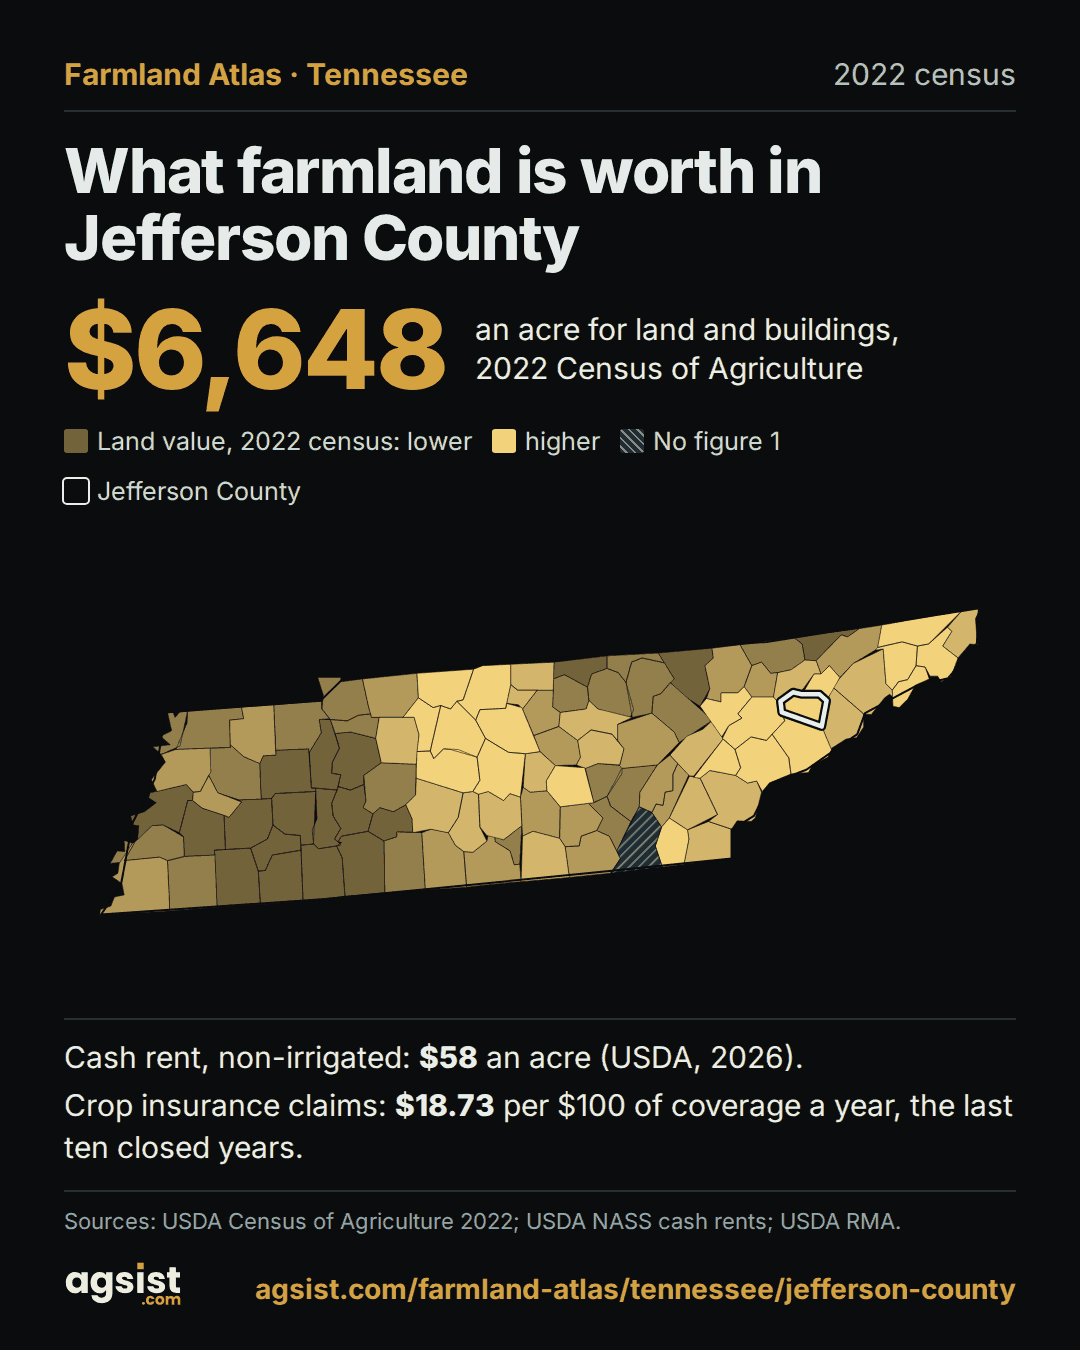 Farmland Atlas · Tennessee
2022 census
What farmland is worth in
Jefferson County
$6,648
an acre for land and buildings,
2022 Census of Agriculture
Land value, 2022 census: lower
higher
No figure 1
Jefferson County
Cash rent, non-irrigated: $58 an acre (USDA, 2026).
Crop insurance claims: $18.73 per $100 of coverage a year, the last
ten closed years.
Sources: USDA Census of Agriculture 2022; USDA NASS cash rents; USDA RMA.
agsist
.com
agsist.com/farmland-atlas/tennessee/jefferson-county